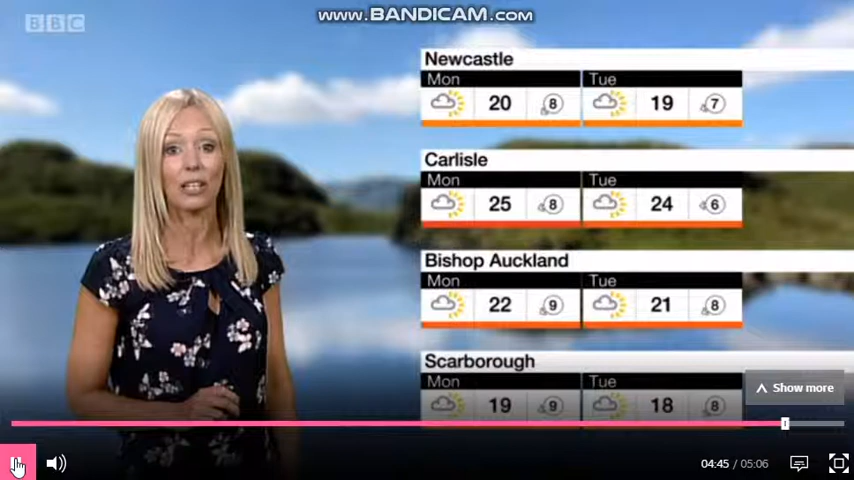 BBC
www.BANDICAM.com
Newcastle
Mon Tue
20 8 19 7
Carlisle
Mon Tue
25 8 24 6
Bishop Auckland
Mon Tue
22 9 21 8
Scarborough
Mon Tue
19 9 18 8
Show more
04:45 / 05:06